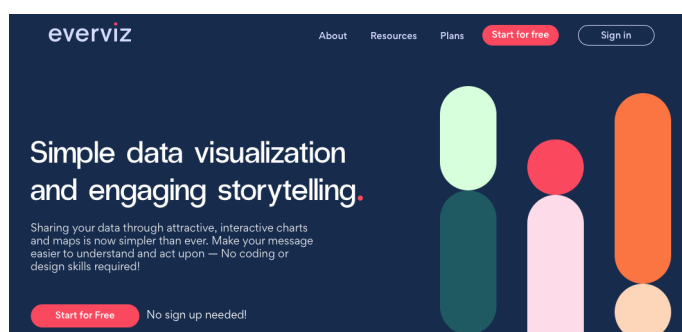 everviz
About Resources Plans Start for free Sign in
Simple data visualization
and engaging storytelling.
Sharing your data through attractive, interactive charts
and maps is now simpler than ever. Make your message
easier to understand and act upon — No coding or
design skills required!
Start for Free No sign up needed!